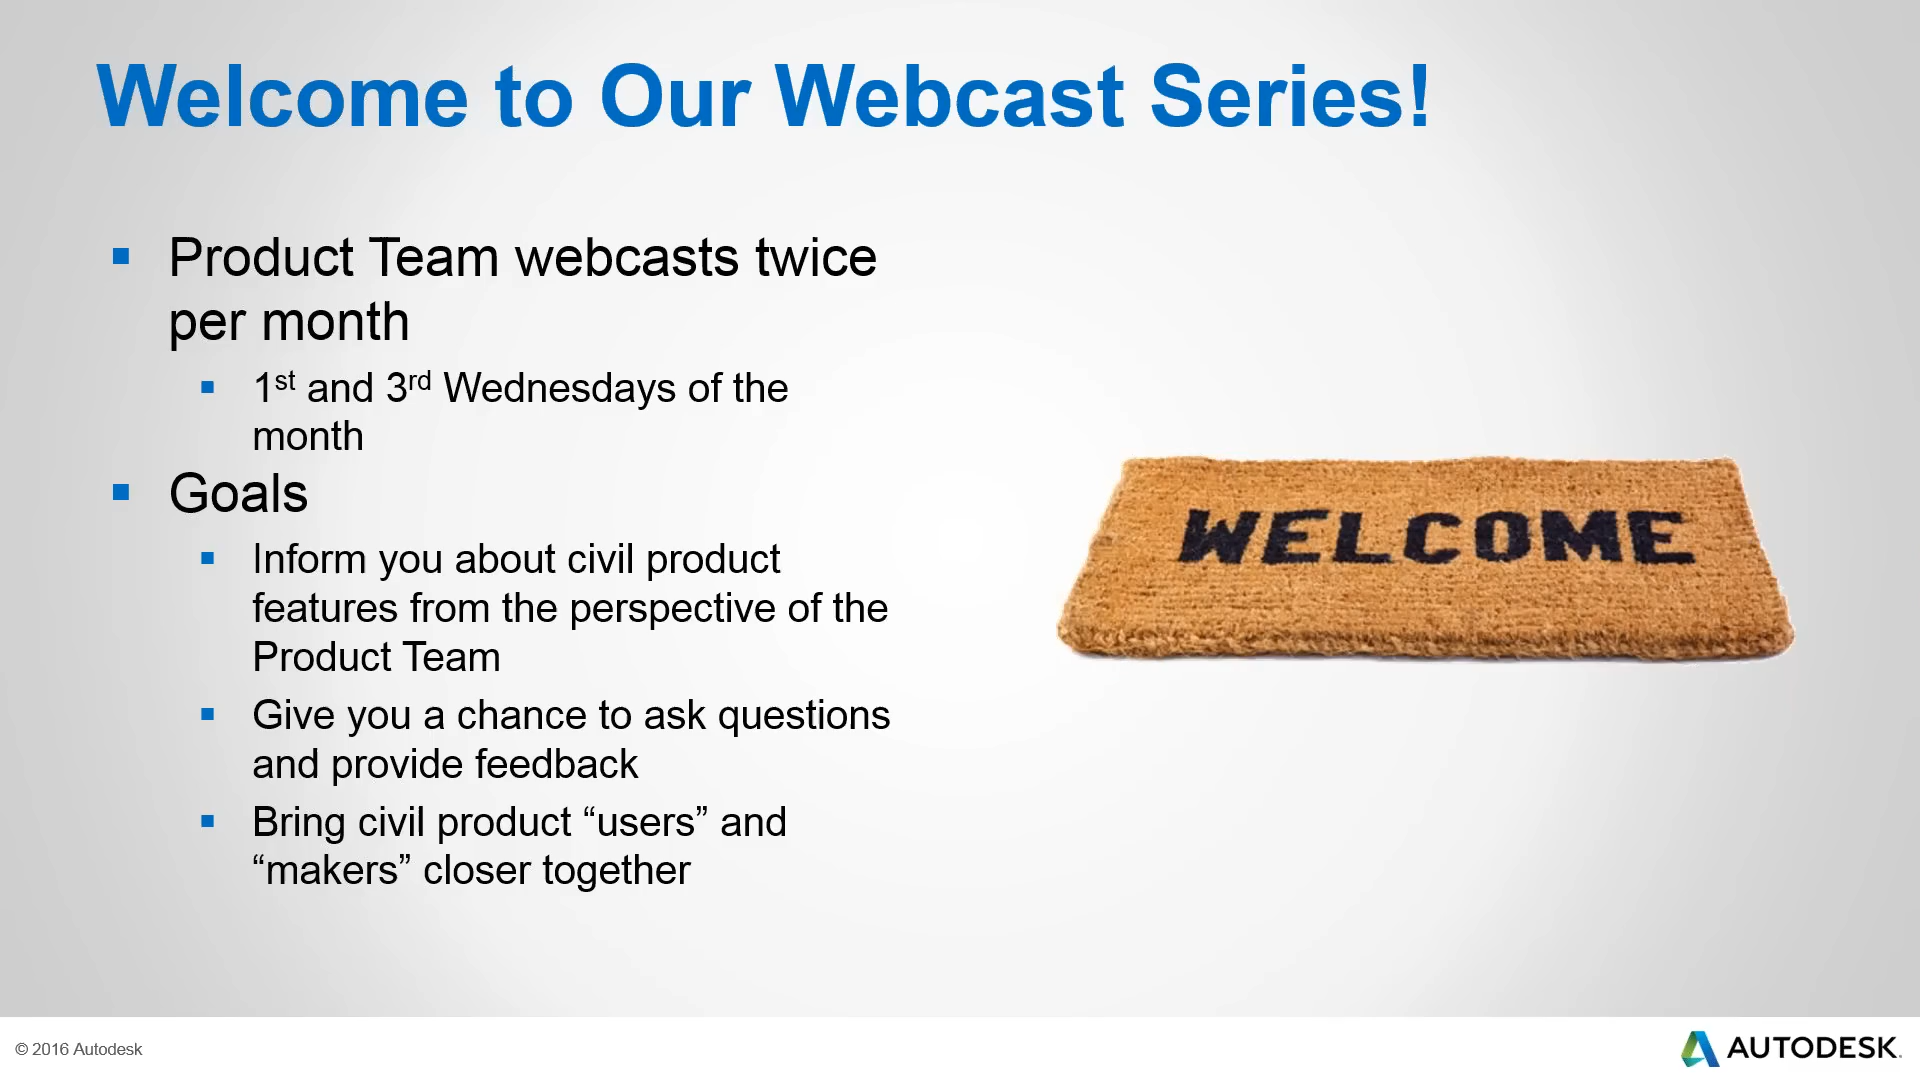 Welcome to Our Webcast Series!
▪ Product Team webcasts twice
per month
▪ 1st and 3rd Wednesdays of the
month
▪ Goals
▪ Inform you about civil product
features from the perspective of the
Product Team
▪ Give you a chance to ask questions
and provide feedback
▪ Bring civil product “users” and
“makers” closer together
WELCOME
© 2016 Autodesk
AUTODESK.